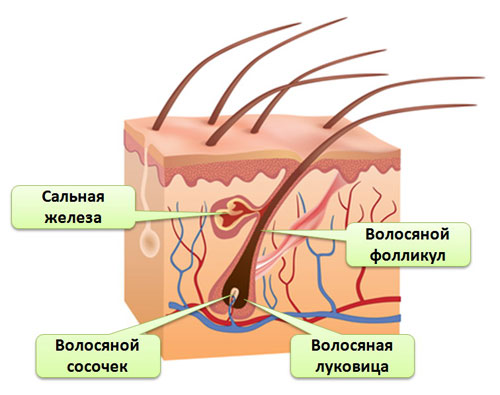 Сальная
железа
Волосяной
фолликул
Волосяной
сосочек
Волосяная
луковица